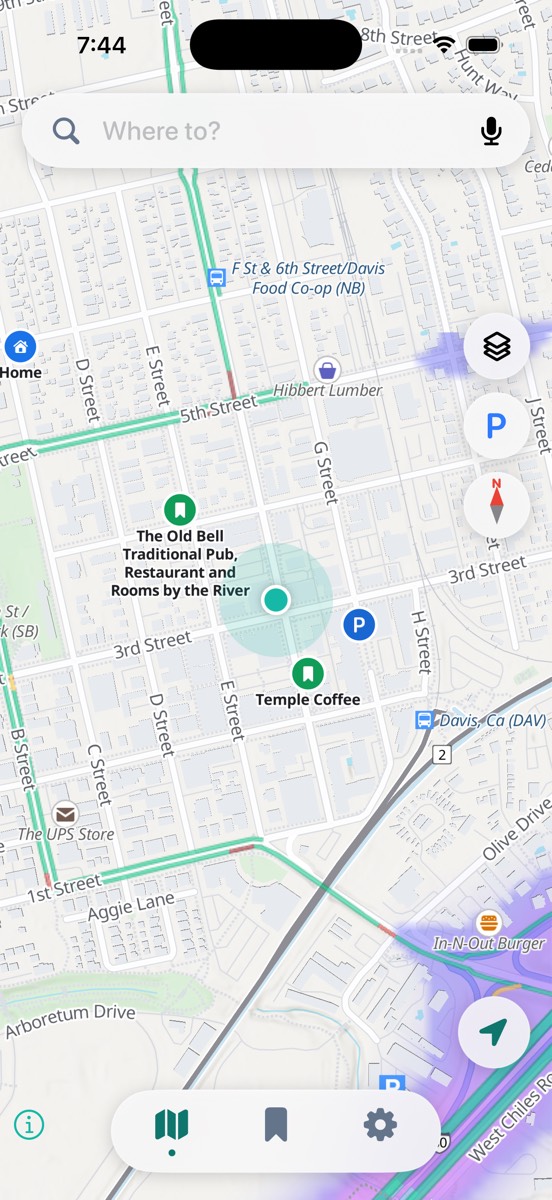 7:44
8th Street
Hunt Way
Where to?
F St & 6th Street/Davis
Food Co-op (NB)
Home
Hibbert Lumber
D Street
E Street
5th Street
J Street
P
N
G Street
The Old Bell
Traditional Pub,
Restaurant and
Rooms by the River
3rd Street
P
3rd Street
H Street
Temple Coffee
E Street
D Street
Davis, Ca (DAV)
2
B Street
C Street
The UPS Store
Olive Drive
1st Street
Aggie Lane
In-N-Out Burger
Arboretum Drive
P
West Chiles Ro